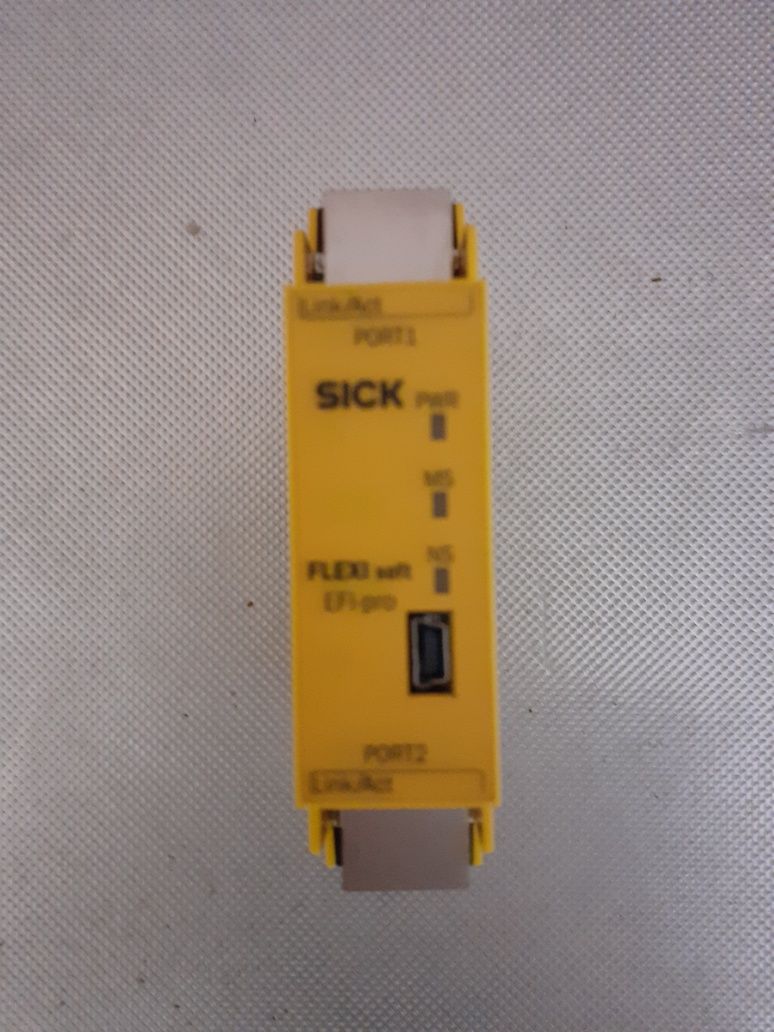 Link/Act
PORT1
SICK PWR
MS
NS
FLEXI soft
EFI-pro
PORT2
Link/Act